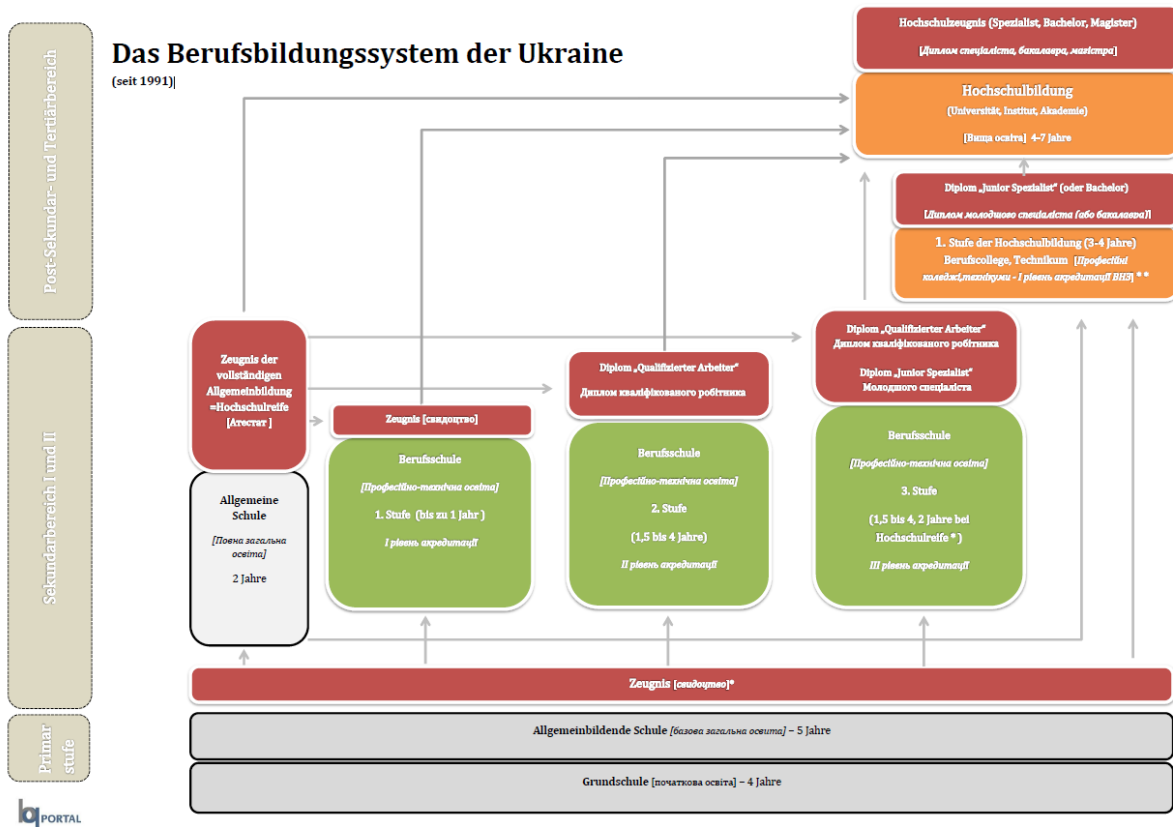 Das Berufsbildungssystem der Ukraine
(seit 1991)
Post-Sekundar- und Tertiärbereich
Sekundarbereich I und II
Primar
stufe
Hochschulzeugnis (Spezialist, Bachelor, Magister)
[Диплом спеціаліста, бакалавра, магістра]
Hochschulbildung
(Universität, Institut, Akademie)
[Вища освіта] 4-7 Jahre
Diplom „Junior Spezialist“ (oder Bachelor)
[Диплом молодшого спеціаліста (або бакалавра)]
1. Stufe der Hochschulbildung (3-4 Jahre)
Berufscollege, Technikum [Професійні
коледжі,технікуми - I рівень акредитації ВНЗ] **
Zeugnis der
vollständigen
Allgemeinbildung
=Hochschulreife
[Атестат ]
Allgemeine
Schule
[Повна загальна
освіта]
2 Jahre
Zeugnis [свидоцтво]
Berufsschule
[Професійно-технічна освіта]
1. Stufe (bis zu 1 Jahr )
I рівень акредитації
Diplom „Qualifizierter Arbeiter“
Диплом кваліфікованого робітника
Berufsschule
[Професійно-технічна освіта]
2. Stufe
(1,5 bis 4 Jahre)
II рівень акредитації
Diplom „Qualifizierter Arbeiter“
Диплом кваліфікованого робітника
Diplom „Junior Spezialist“
Молодшого спеціаліста
Berufsschule
[Професійно-технічна освіта]
3. Stufe
(1,5 bis 4, 2 Jahre bei
Hochschulreife *)
III рівень акредитації
Zeugnis [свидоцтво]*
Allgemeinbildende Schule [базова загальна освита] – 5 Jahre
Grundschule [початкова освіта] – 4 Jahre
bq PORTAL